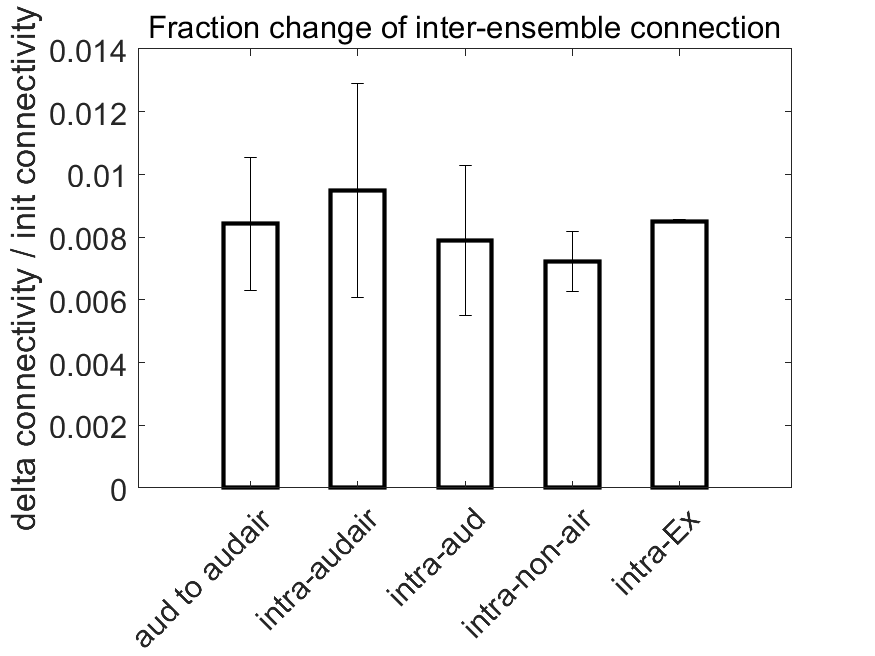 Fraction change of inter-ensemble connection
delta connectivity / init connectivity
0.014
0.012
0.01
0.008
0.006
0.004
0.002
0
aud to audair
intra-audair
intra-aud
intra-non-air
intra-Ex